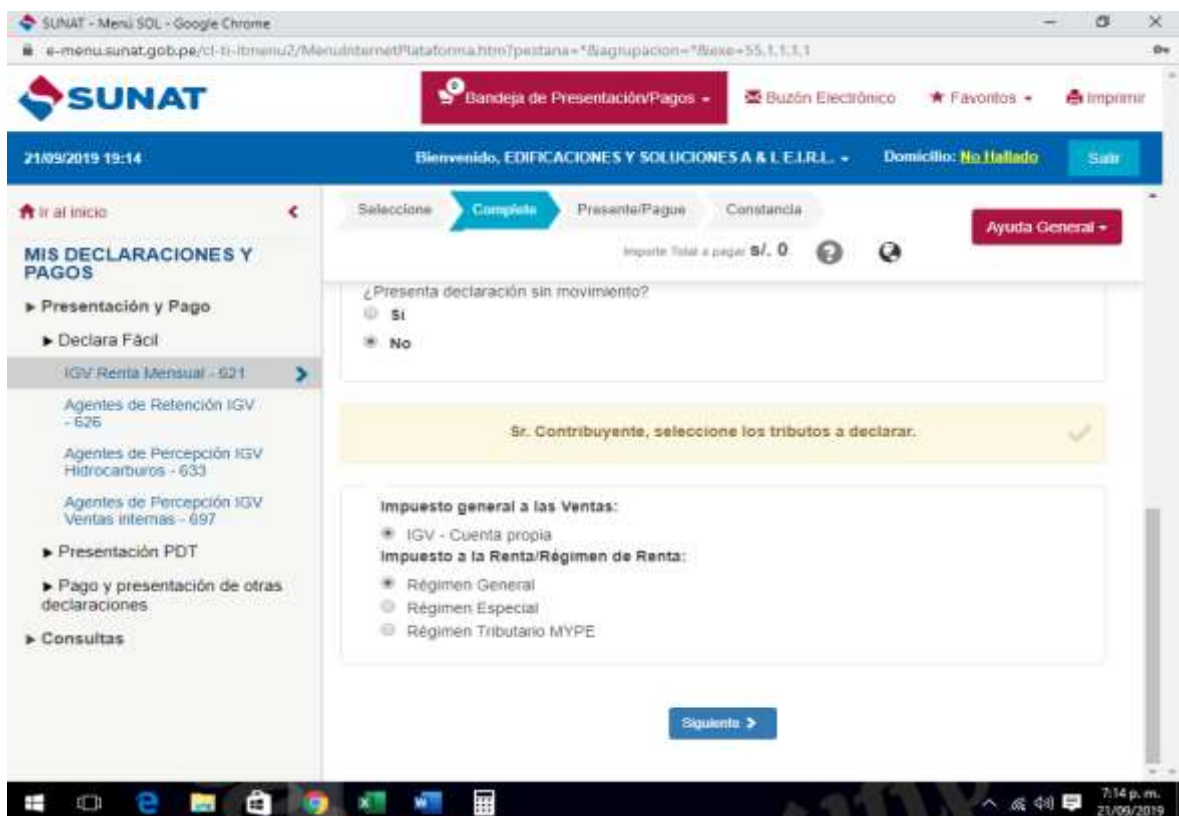 SUNAT - Menú SOL - Google Chrome
e-menu.sunat.gob.pe/cl-ti-itmenu2/MenuInternetPlataforma.htm?pestana=*&agrupacion=*&exe=55.1.1.1.1
SUNAT
0
Bandeja de Presentación/Pagos
Buzón Electrónico
Favoritos
Imprimir
21/09/2019 19:14
Bienvenido, EDIFICACIONES Y SOLUCIONES A & L E.I.R.L.
Domicilio: No Hallado
Salir
Ir al inicio
MIS DECLARACIONES Y
PAGOS
Presentación y Pago
Declara Fácil
IGV Renta Mensual - 621
Agentes de Retención IGV
- 626
Agentes de Percepción IGV
Hidrocarburos - 633
Agentes de Percepción IGV
Ventas internas - 697
Presentación PDT
Pago y presentación de otras
declaraciones
Consultas
Seleccione
Complete
Presente/Pague
Constancia
Ayuda General
Importe Total a pagar S/. 0
¿Presenta declaración sin movimiento?
Si
No
Sr. Contribuyente, seleccione los tributos a declarar.
Impuesto general a las Ventas:
IGV - Cuenta propia
Impuesto a la Renta/Régimen de Renta:
Régimen General
Régimen Especial
Régimen Tributario MYPE
Siguiente
7:14 p. m.
21/09/2019